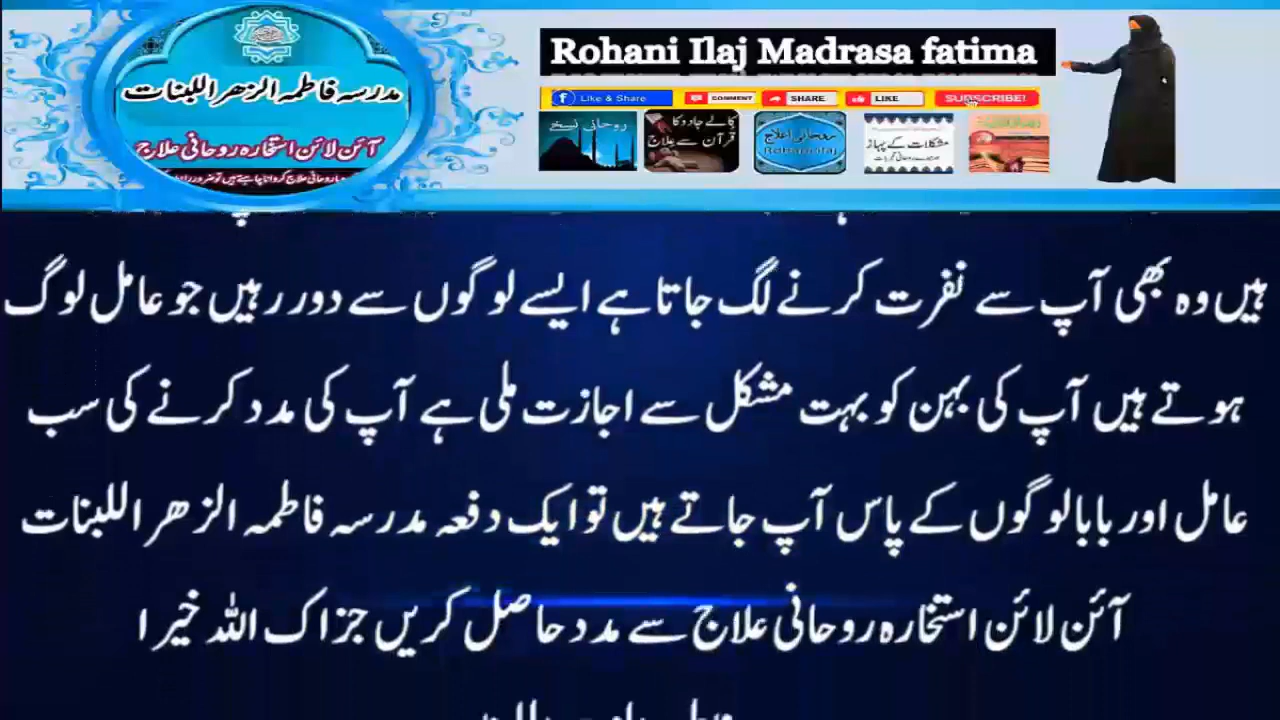 مدرسہ فاطمہ الزھرا للبنات
آئن لائن استخارہ روحانی علاج
Rohani Ilaj Madrasa fatima
Like & Share
COMMENT
SHARE
LIKE
SUBSCRIBE!
روحانی نسخے
کالے جادو کا
قرآن سے علاج
روحانی علاج
مشکلات کے پہاڑ
ہیں وہ بھی آپ سے نفرت کرنے لگ جاتا ہے ایسے لوگوں سے دور رہیں جو عامل لوگ
ہوتے ہیں آپ کی بہن کو بہت مشکل سے اجازت ملی ہے آپ کی مدد کرنے کی سب
عامل اور بابا لوگوں کے پاس آپ جاتے ہیں تو ایک دفعہ مدرسہ فاطمہ الزھرا للبنات
آئن لائن استخارہ روحانی علاج سے مدد حاصل کریں جزاک اللہ خیرا